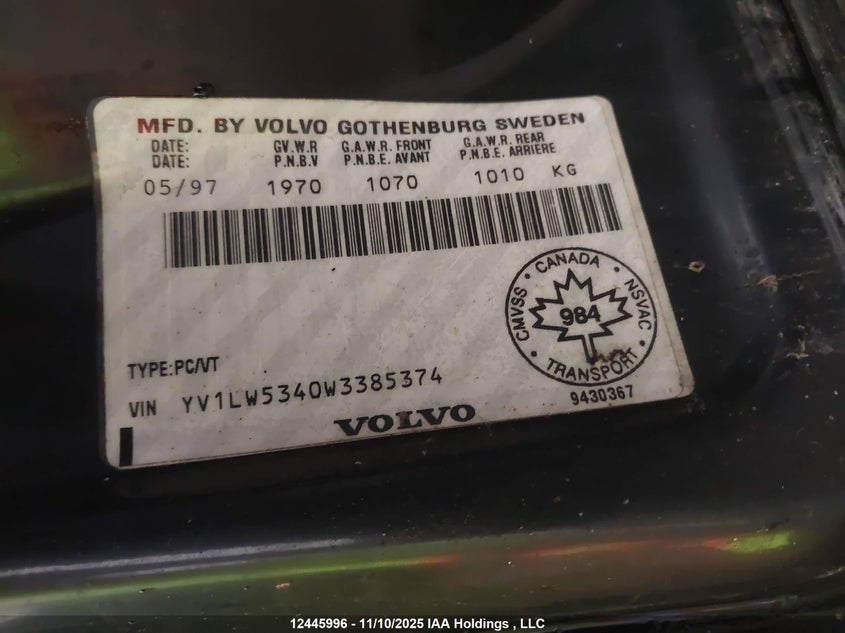 MFD. BY VOLVO GOTHENBURG SWEDEN
DATE: GV.W.R G.A.W.R. FRONT G.A.W.R. REAR
DATE: P.N.B.V P.N.B.E. AVANT P.N.B.E. ARRIERE
05/97 1970 1070 1010 KG
CMVSS · CANADA · NSVAC · TRANSPORT ·
984
TYPE:PC/VT
VIN YV1LW5340W3385374
9430367
VOLVO
12445996 - 11/10/2025 IAA Holdings , LLC